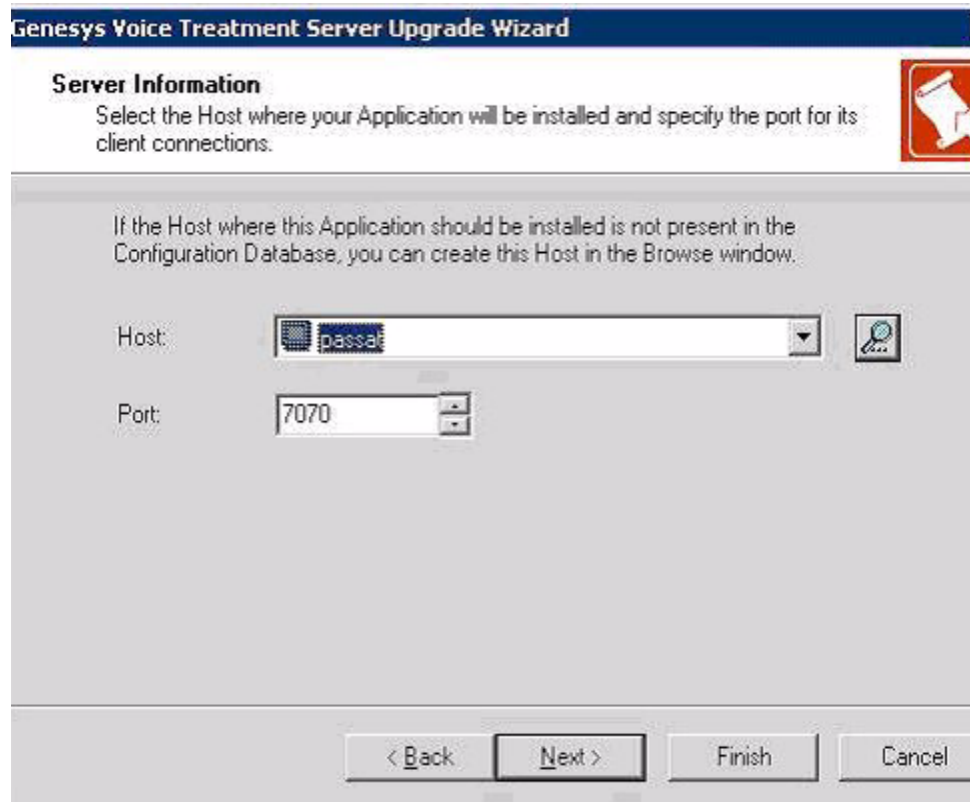 Genesys Voice Treatment Server Upgrade Wizard
Server Information
Select the Host where your Application will be installed and specify the port for its
client connections.
If the Host where this Application should be installed is not present in the
Configuration Database, you can create this Host in the Browse window.
Host:
passat
Port:
7070
< Back
Next >
Finish
Cancel